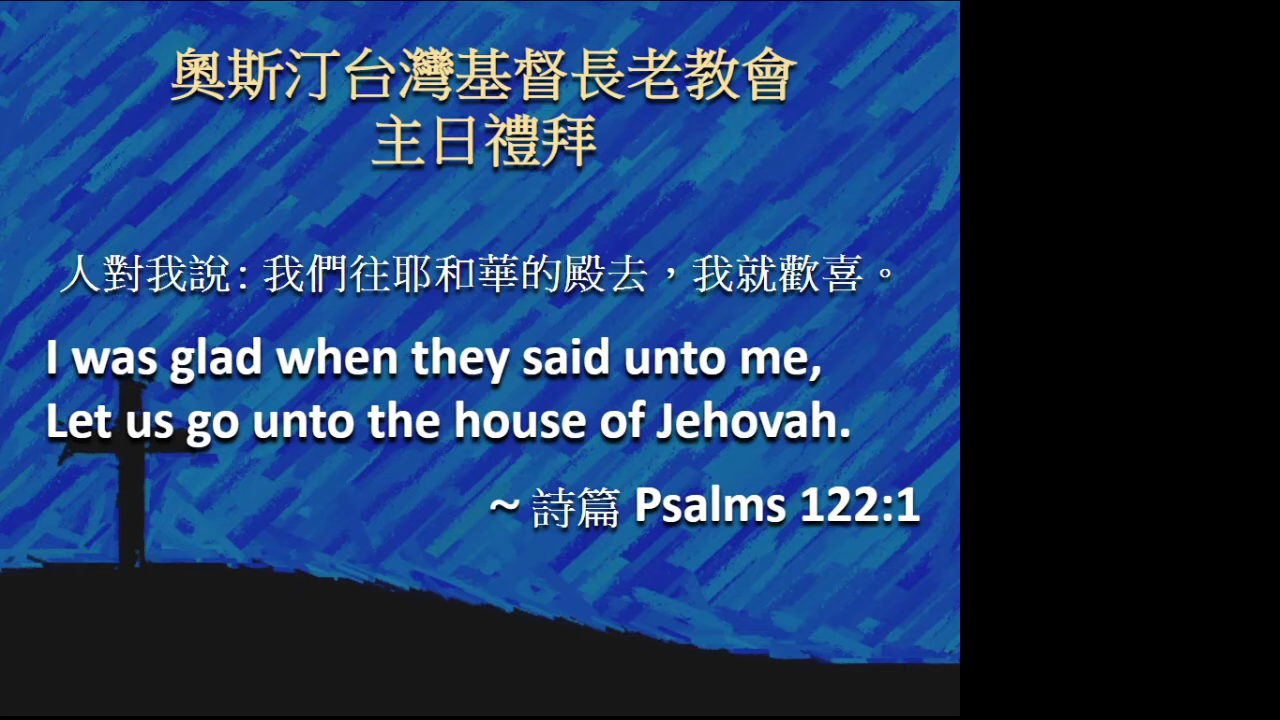 奧斯汀台灣基督長老教會
主日禮拜
人對我說: 我們往耶和華的殿去，我就歡喜。
I was glad when they said unto me,
Let us go unto the house of Jehovah.
~ 詩篇 Psalms 122:1